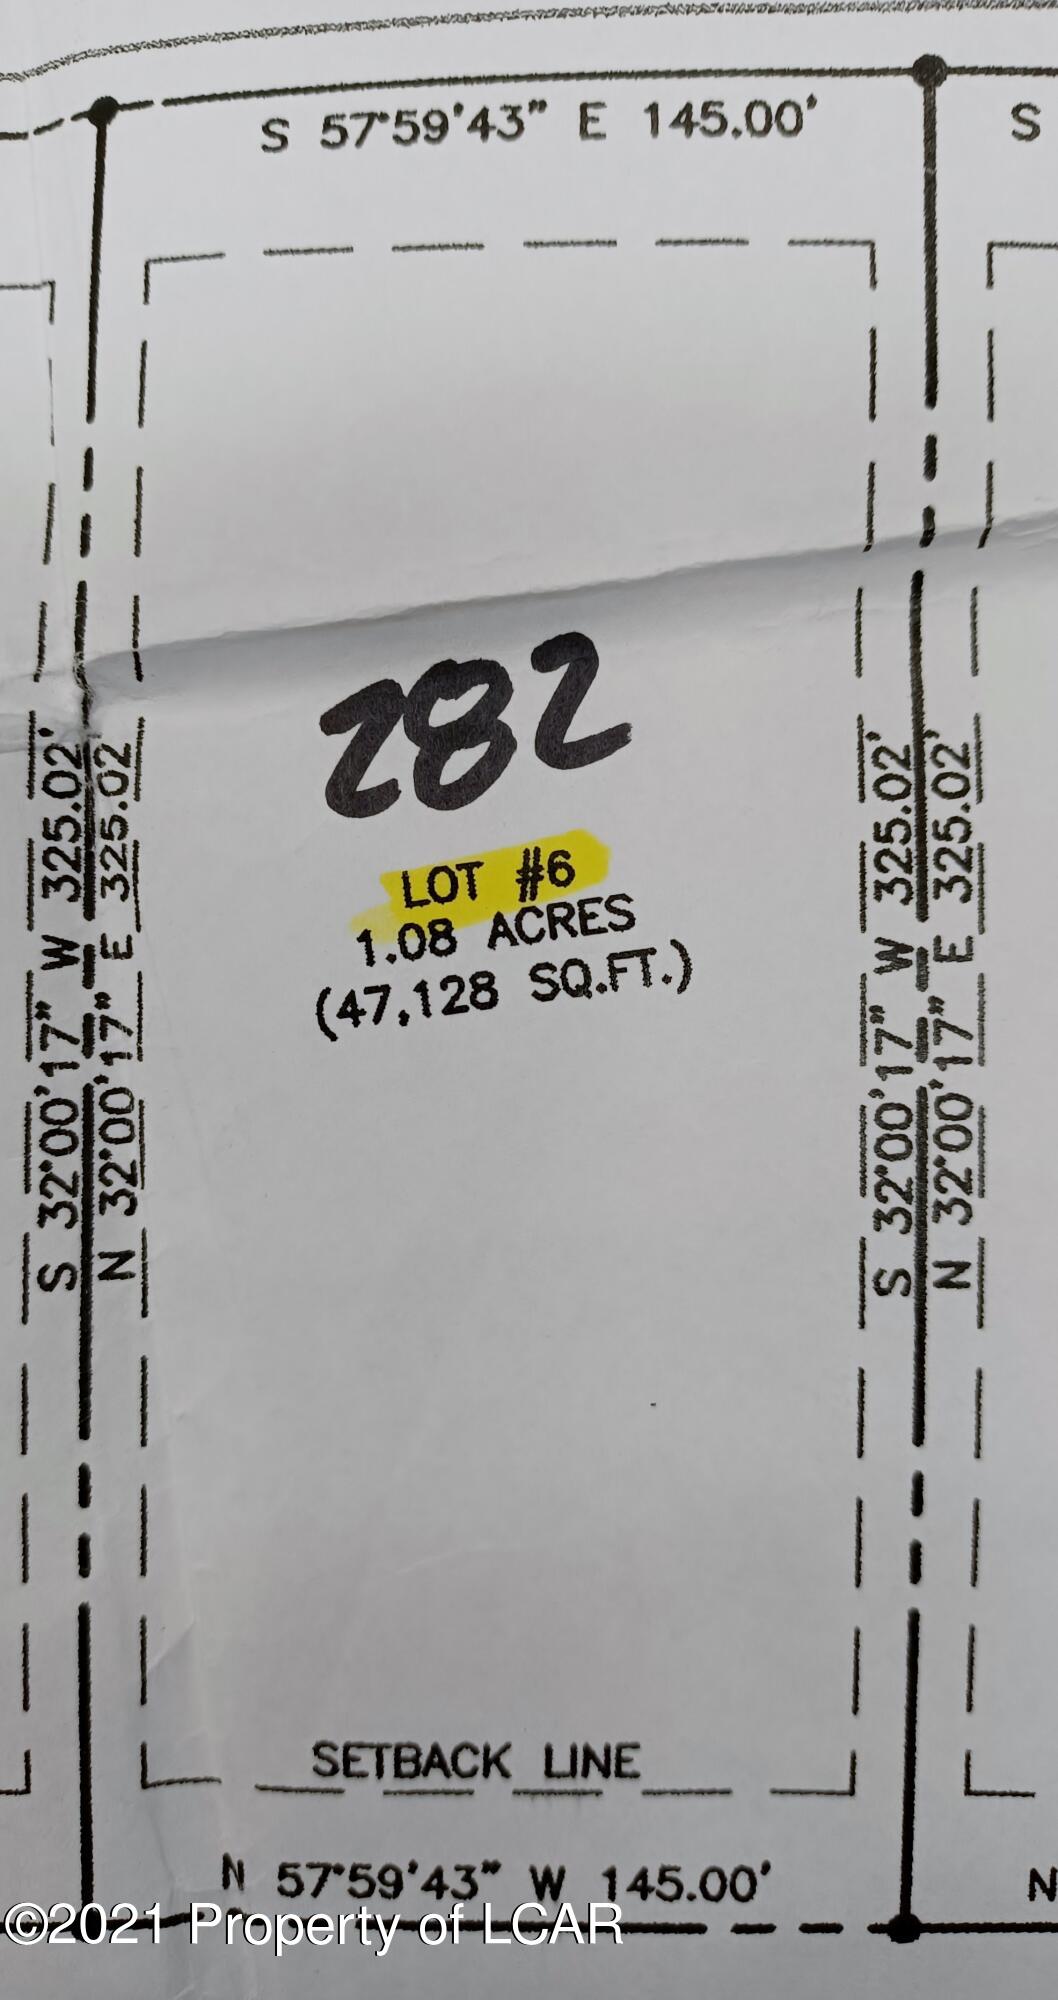 S 57°59'43" E 145.00'
S
282
LOT #6
1.08 ACRES
(47,128 SQ.FT.)
S 32°00'17" W 325.02'
N 32°00'17" E 325.02'
S 32°00'17" W 325.02'
N 32°00'17" E 325.02'
SETBACK LINE
N 57°59'43" W 145.00'
N
©2021 Property of LCAR